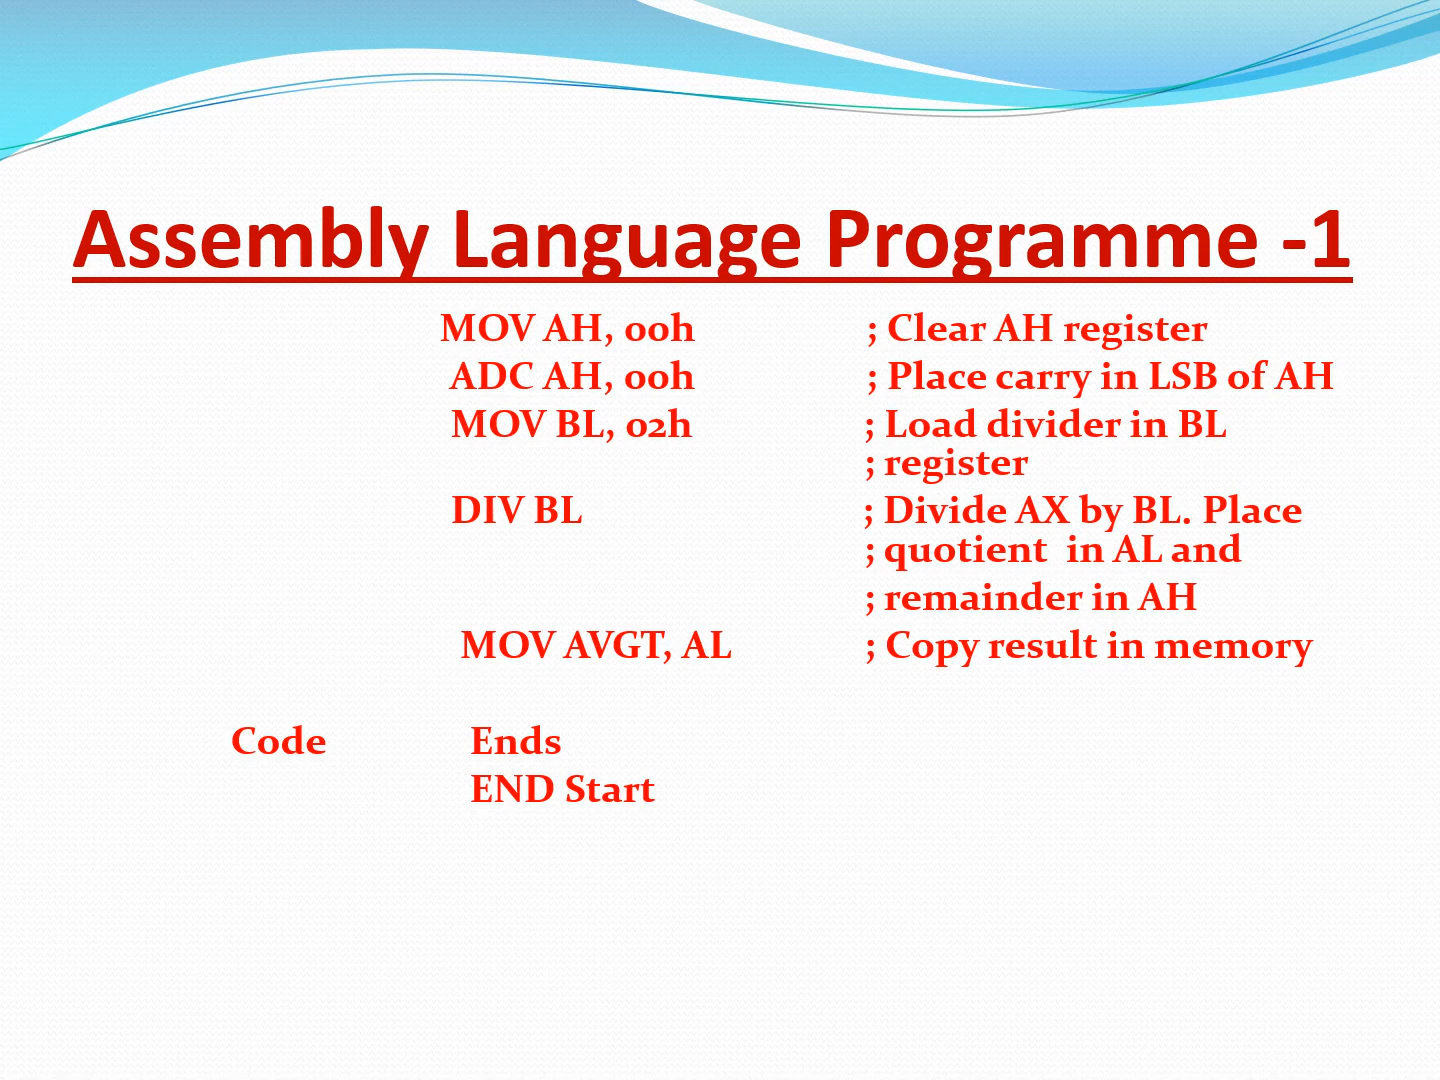 Assembly Language Programme -1
MOV AH, 00h ; Clear AH register
ADC AH, 00h ; Place carry in LSB of AH
MOV BL, 02h ; Load divider in BL
; register
DIV BL ; Divide AX by BL. Place
; quotient in AL and
; remainder in AH
MOV AVGT, AL ; Copy result in memory
Code Ends
END Start